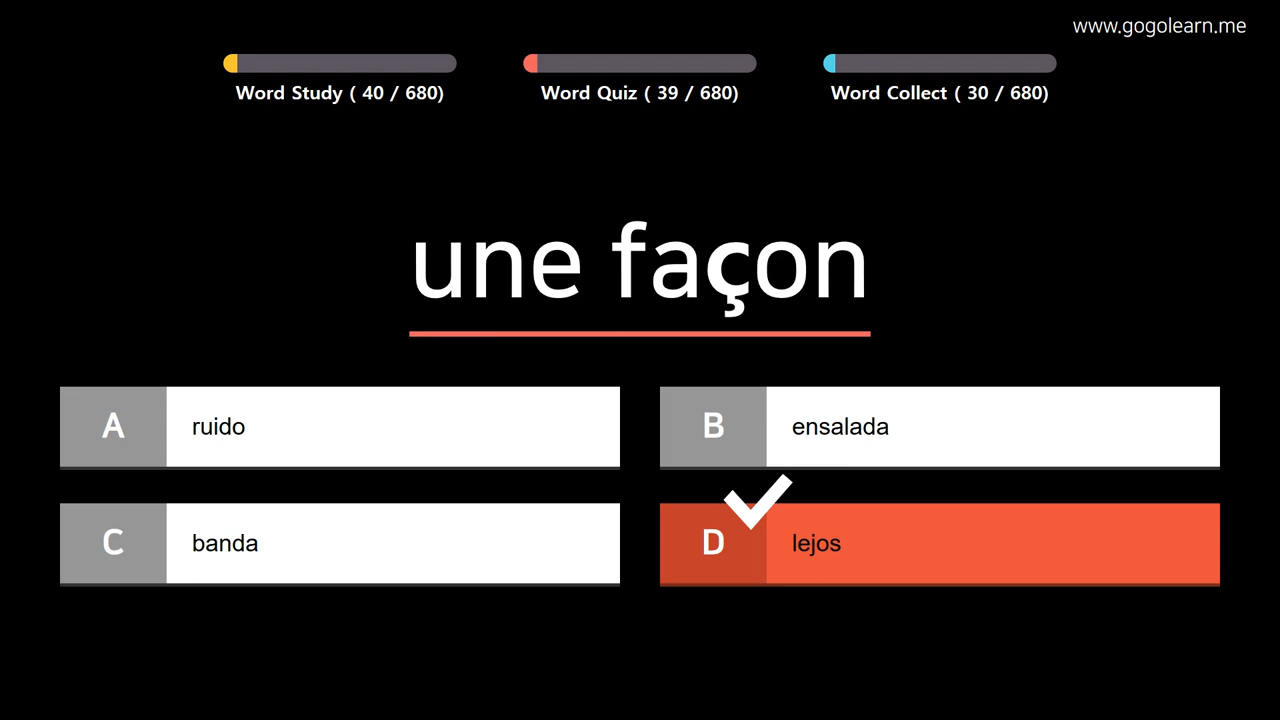 www.gogolearn.me
Word Study ( 40 / 680)
Word Quiz ( 39 / 680)
Word Collect ( 30 / 680)
une façon
A ruido
B ensalada
C banda
D lejos